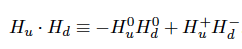 H_u · H_d ≡ −H_u^0 H_d^0 + H_u^+ H_d^−